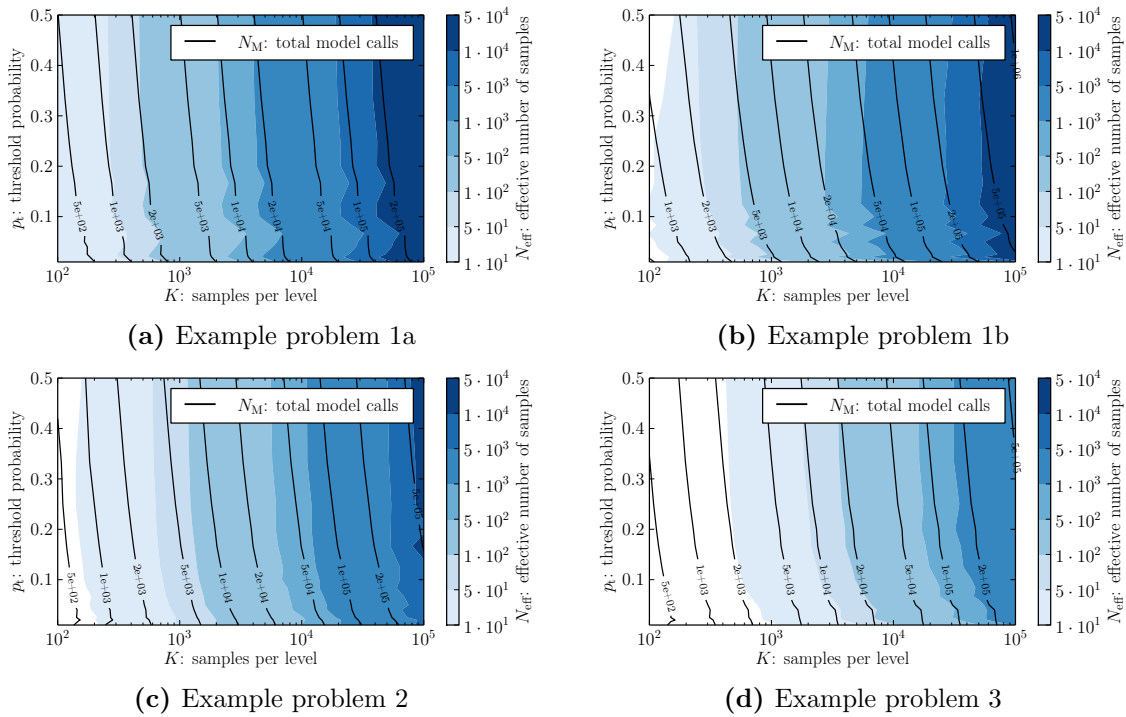 0.5
0.4
0.3
0.2
0.1
pt: threshold probability
N_M: total model calls
5e+02
1e+03
2e+03
5e+03
1e+04
2e+04
5e+04
1e+05
2e+05
10^2
10^3
10^4
10^5
K: samples per level
5 · 10^4
1 · 10^4
5 · 10^3
1 · 10^3
5 · 10^2
1 · 10^2
5 · 10^1
1 · 10^1
N_eff: effective number of samples
(a) Example problem 1a
0.5
0.4
0.3
0.2
0.1
pt: threshold probability
N_M: total model calls
1e+03
2e+03
5e+03
1e+04
2e+04
5e+04
1e+05
2e+05
5e+05
1e+06
10^2
10^3
10^4
10^5
K: samples per level
5 · 10^4
1 · 10^4
5 · 10^3
1 · 10^3
5 · 10^2
1 · 10^2
5 · 10^1
1 · 10^1
N_eff: effective number of samples
(b) Example problem 1b
0.5
0.4
0.3
0.2
0.1
pt: threshold probability
N_M: total model calls
5e+02
1e+03
2e+03
5e+03
1e+04
2e+04
5e+04
1e+05
2e+05
5e+05
10^2
10^3
10^4
10^5
K: samples per level
5 · 10^4
1 · 10^4
5 · 10^3
1 · 10^3
5 · 10^2
1 · 10^2
5 · 10^1
1 · 10^1
N_eff: effective number of samples
(c) Example problem 2
0.5
0.4
0.3
0.2
0.1
pt: threshold probability
N_M: total model calls
5e+02
1e+03
2e+03
5e+03
1e+04
2e+04
5e+04
1e+05
2e+05
5e+05
10^2
10^3
10^4
10^5
K: samples per level
5 · 10^4
1 · 10^4
5 · 10^3
1 · 10^3
5 · 10^2
1 · 10^2
5 · 10^1
1 · 10^1
N_eff: effective number of samples
(d) Example problem 3